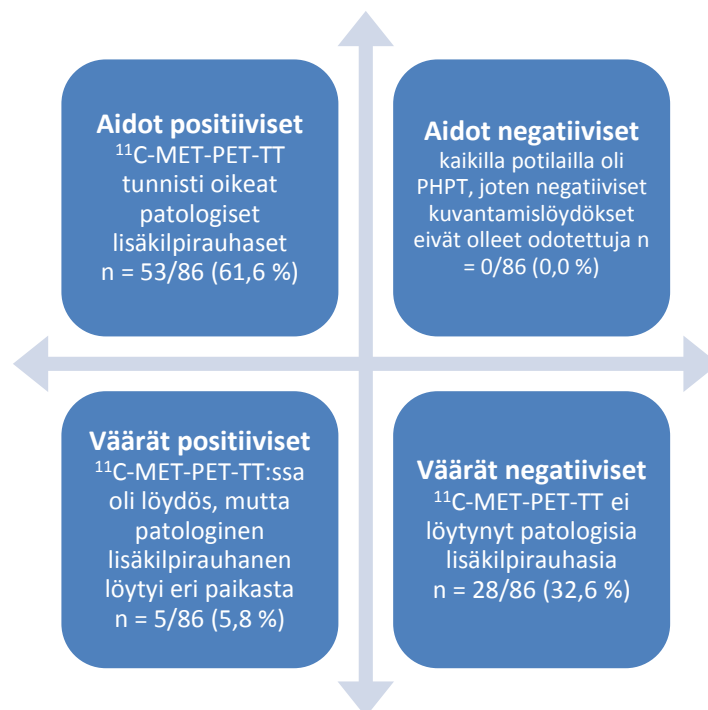 Aidot positiiviset
¹¹C-MET-PET-TT
tunnisti oikeat
patologiset
lisäkilpirauhaset
n = 53/86 (61,6 %)
Aidot negatiiviset
kaikilla potilailla oli
PHPT, joten negatiiviset
kuvantamislöydökset
eivät olleet odotettuja n
= 0/86 (0,0 %)
Väärät positiiviset
¹¹C-MET-PET-TT:ssa
oli löydös, mutta
patologinen
lisäkilpirauhanen
löytyi eri paikasta
n = 5/86 (5,8 %)
Väärät negatiiviset
¹¹C-MET-PET-TT ei
löytynyt patologisia
lisäkilpirauhasia
n = 28/86 (32,6 %)